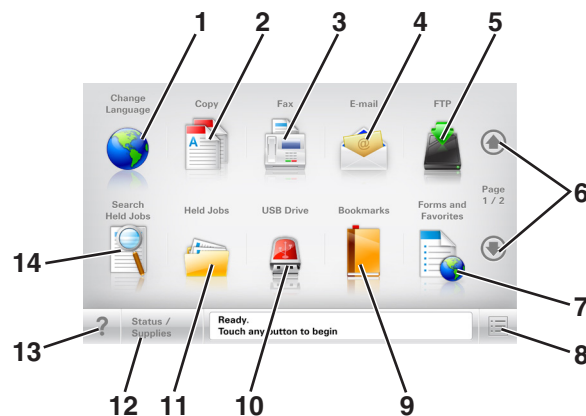 1 2 3 4 5
Change
Language
Copy
Fax
E-mail
FTP
A
@
6
Page
1 / 2
Search
Held Jobs
Held Jobs
USB Drive
Bookmarks
Forms and
Favorites
14
7
?
Status /
Supplies
Ready.
Touch any button to begin
13
12
11
10
9
8